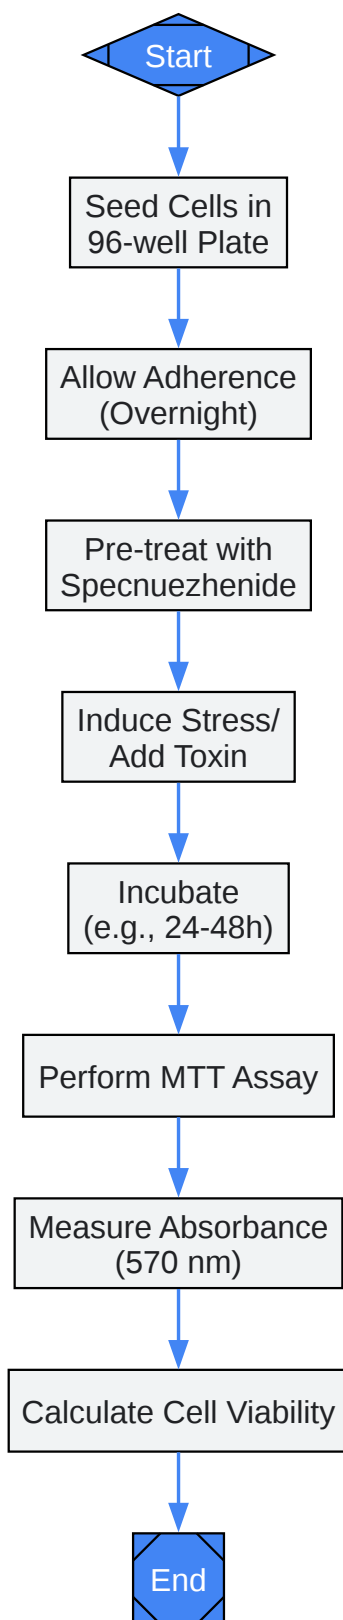 Start
Seed Cells in
96-well Plate
Allow Adherence
(Overnight)
Pre-treat with
Specnuezhenide
Induce Stress/
Add Toxin
Incubate
(e.g., 24-48h)
Perform MTT Assay
Measure Absorbance
(570 nm)
Calculate Cell Viability
End